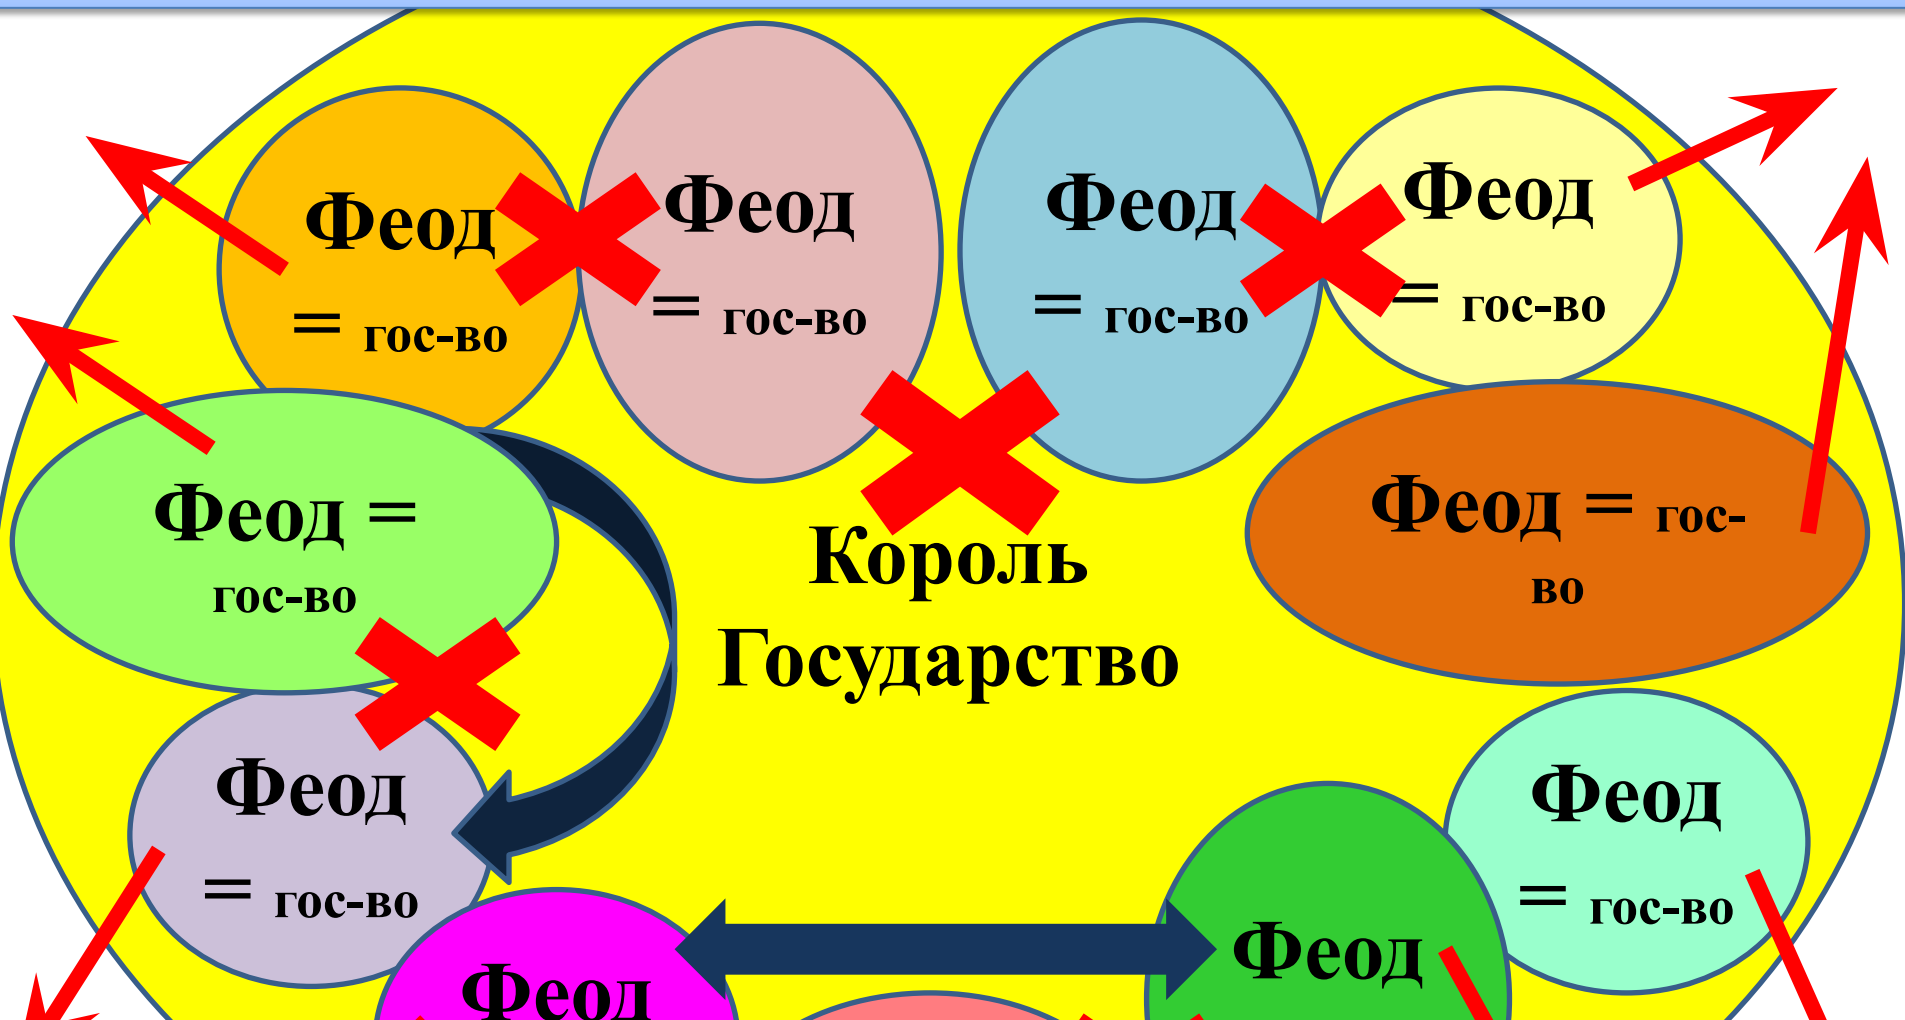 Феод
= гос-во
Феод
= гос-во
Феод
= гос-во
Феод
= гос-во
Феод =
гос-во
Король
Государство
Феод = гос-
во
Феод
= гос-во
Феод
= гос-во
Феод
Феод